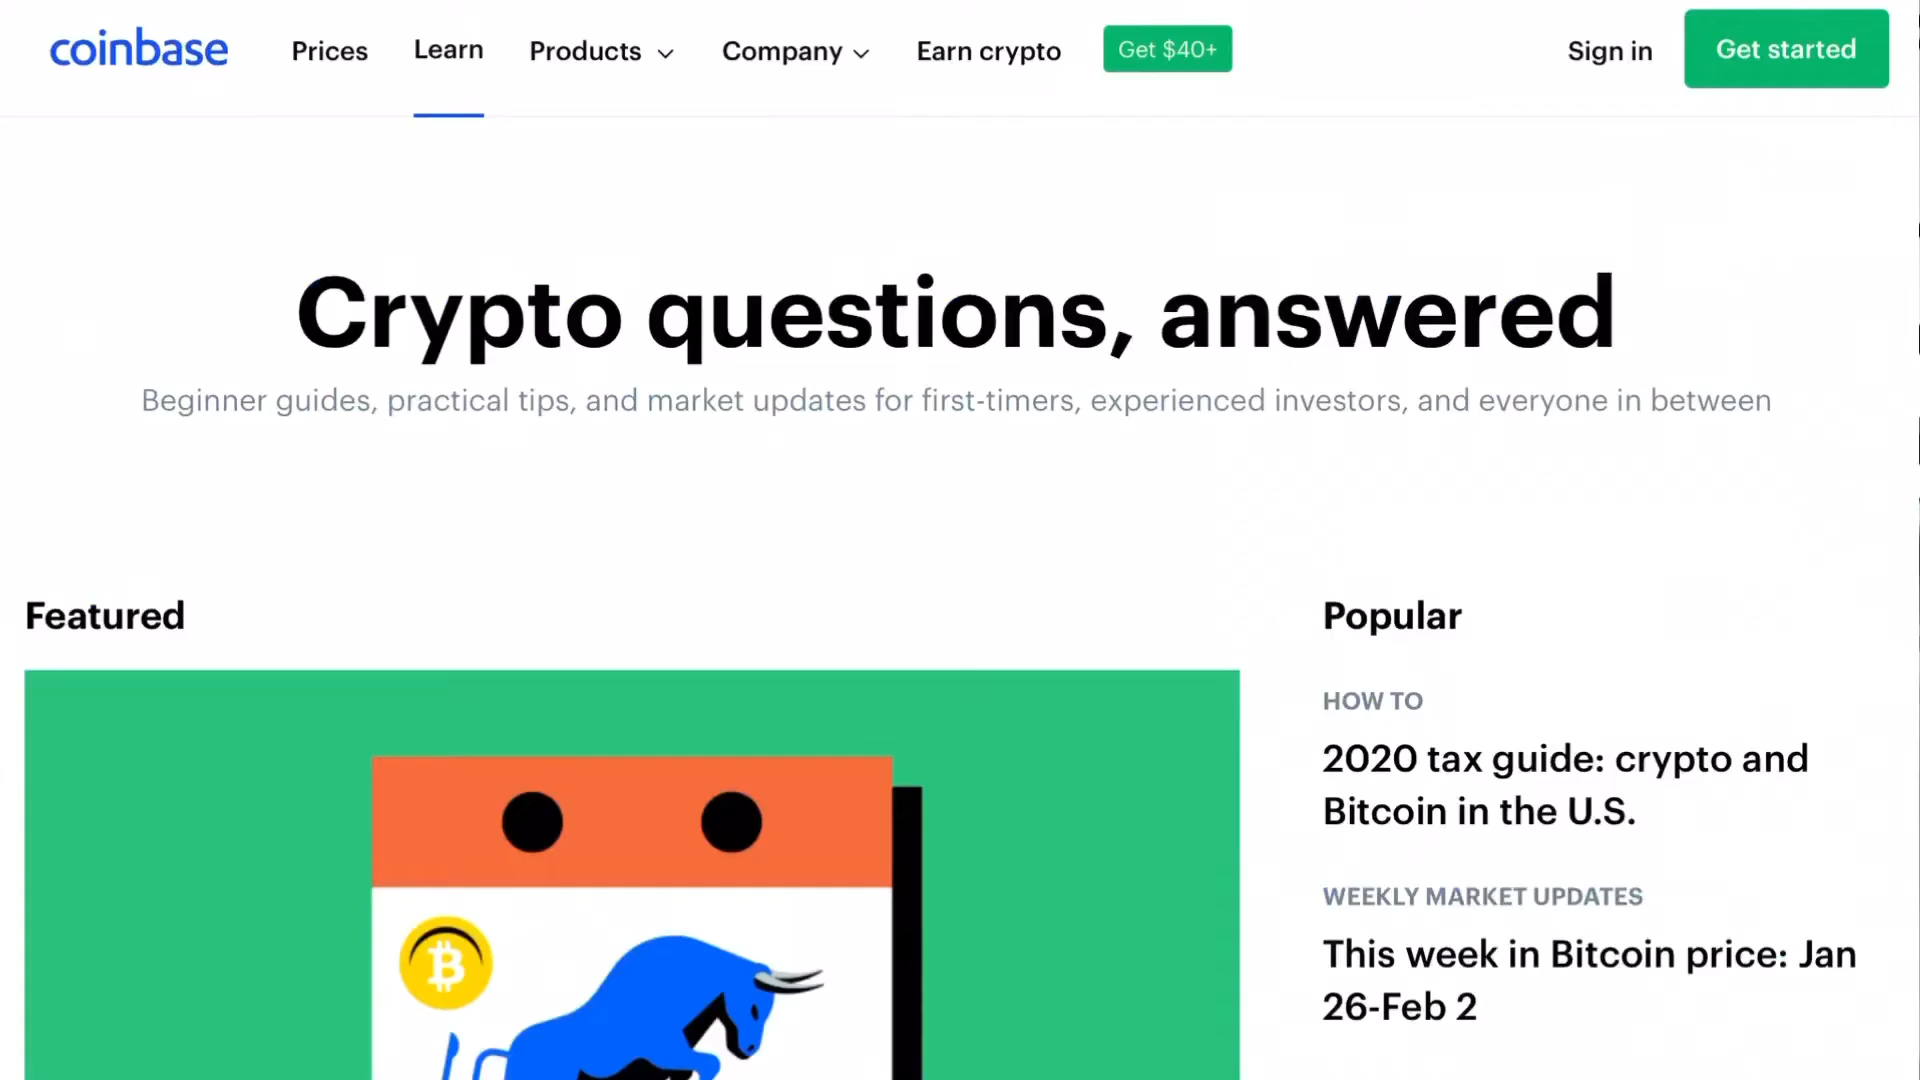 coinbase Prices Learn Products Company Earn crypto Get $40+ Sign in Get started
Crypto questions, answered
Beginner guides, practical tips, and market updates for first-timers, experienced investors, and everyone in between
Featured
Popular
HOW TO
2020 tax guide: crypto and
Bitcoin in the U.S.
WEEKLY MARKET UPDATES
This week in Bitcoin price: Jan
26-Feb 2